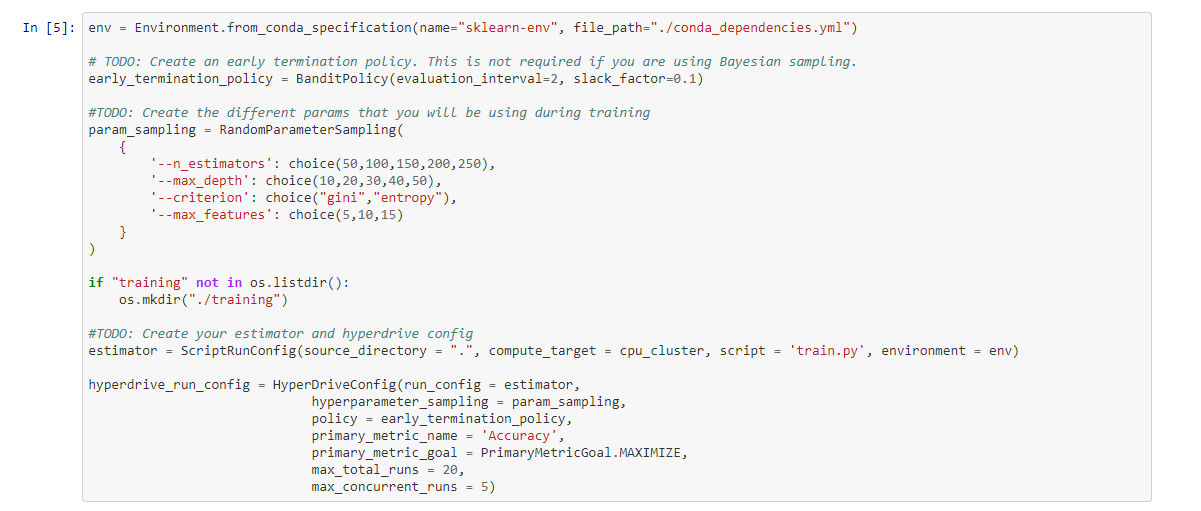 In [5]: env = Environment.from_conda_specification(name="sklearn-env", file_path="./conda_dependencies.yml")
# TODO: Create an early termination policy. This is not required if you are using Bayesian sampling.
early_termination_policy = BanditPolicy(evaluation_interval=2, slack_factor=0.1)
#TODO: Create the different params that you will be using during training
param_sampling = RandomParameterSampling(
    {
        '--n_estimators': choice(50,100,150,200,250),
        '--max_depth': choice(10,20,30,40,50),
        '--criterion': choice("gini","entropy"),
        '--max_features': choice(5,10,15)
    }
)
if "training" not in os.listdir():
    os.mkdir("./training")
#TODO: Create your estimator and hyperdrive config
estimator = ScriptRunConfig(source_directory = ".", compute_target = cpu_cluster, script = 'train.py', environment = env)
hyperdrive_run_config = HyperDriveConfig(run_config = estimator,
                             hyperparameter_sampling = param_sampling,
                             policy = early_termination_policy,
                             primary_metric_name = 'Accuracy',
                             primary_metric_goal = PrimaryMetricGoal.MAXIMIZE,
                             max_total_runs = 20,
                             max_concurrent_runs = 5)